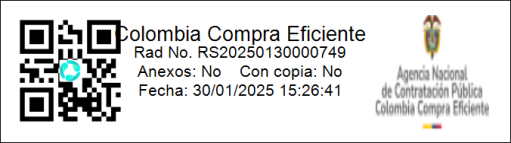 Colombia Compra Eficiente
Rad No. RS20250130000749
Anexos: No Con copia: No
Fecha: 30/01/2025 15:26:41
Agencia Nacional
de Contratación Pública
Colombia Compra Eficiente